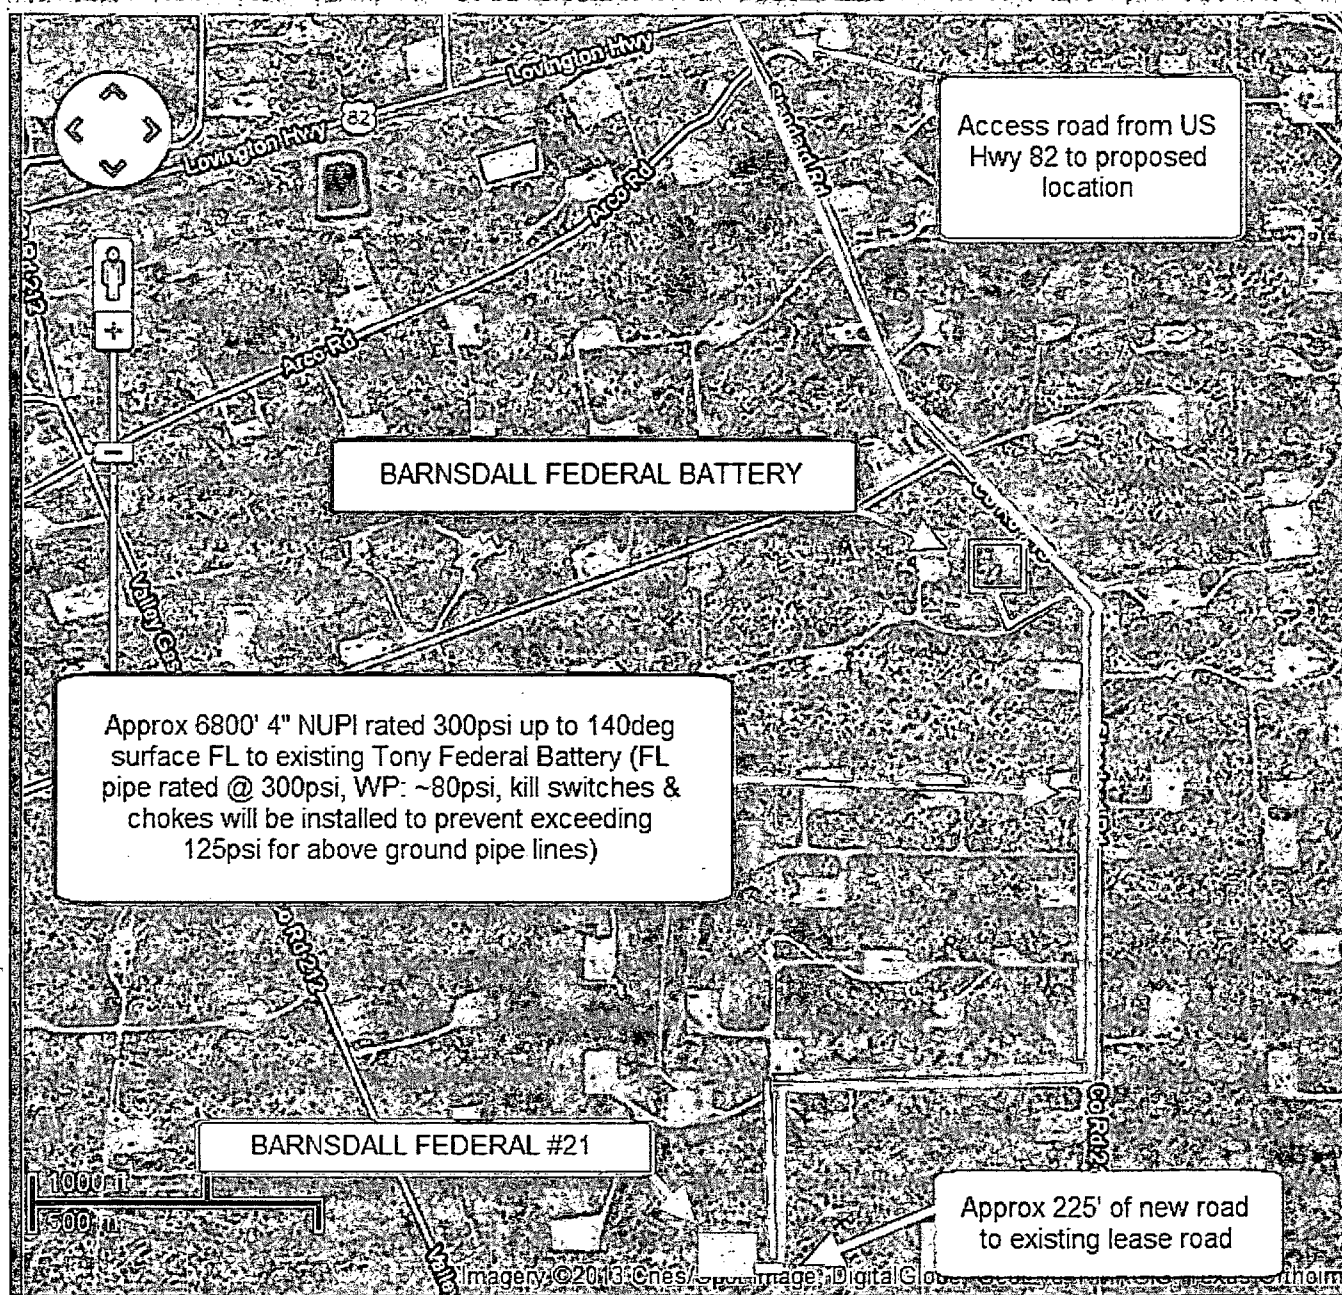 Lovington Hwy
82
Lovington Hwy
Access road from US
Hwy 82 to proposed
location
Arco Rd
+
Arco Rd
−
BARNSDALL FEDERAL BATTERY
Approx 6800' 4" NUPI rated 300psi up to 140deg
surface FL to existing Tony Federal Battery (FL
pipe rated @ 300psi, WP: ~80psi, kill switches &
chokes will be installed to prevent exceeding
125psi for above ground pipe lines)
BARNSDALL FEDERAL #21
1000 ft
500 m
Approx 225' of new road
to existing lease road
Imagery ©2013 Cnes/Spot Image, Digital